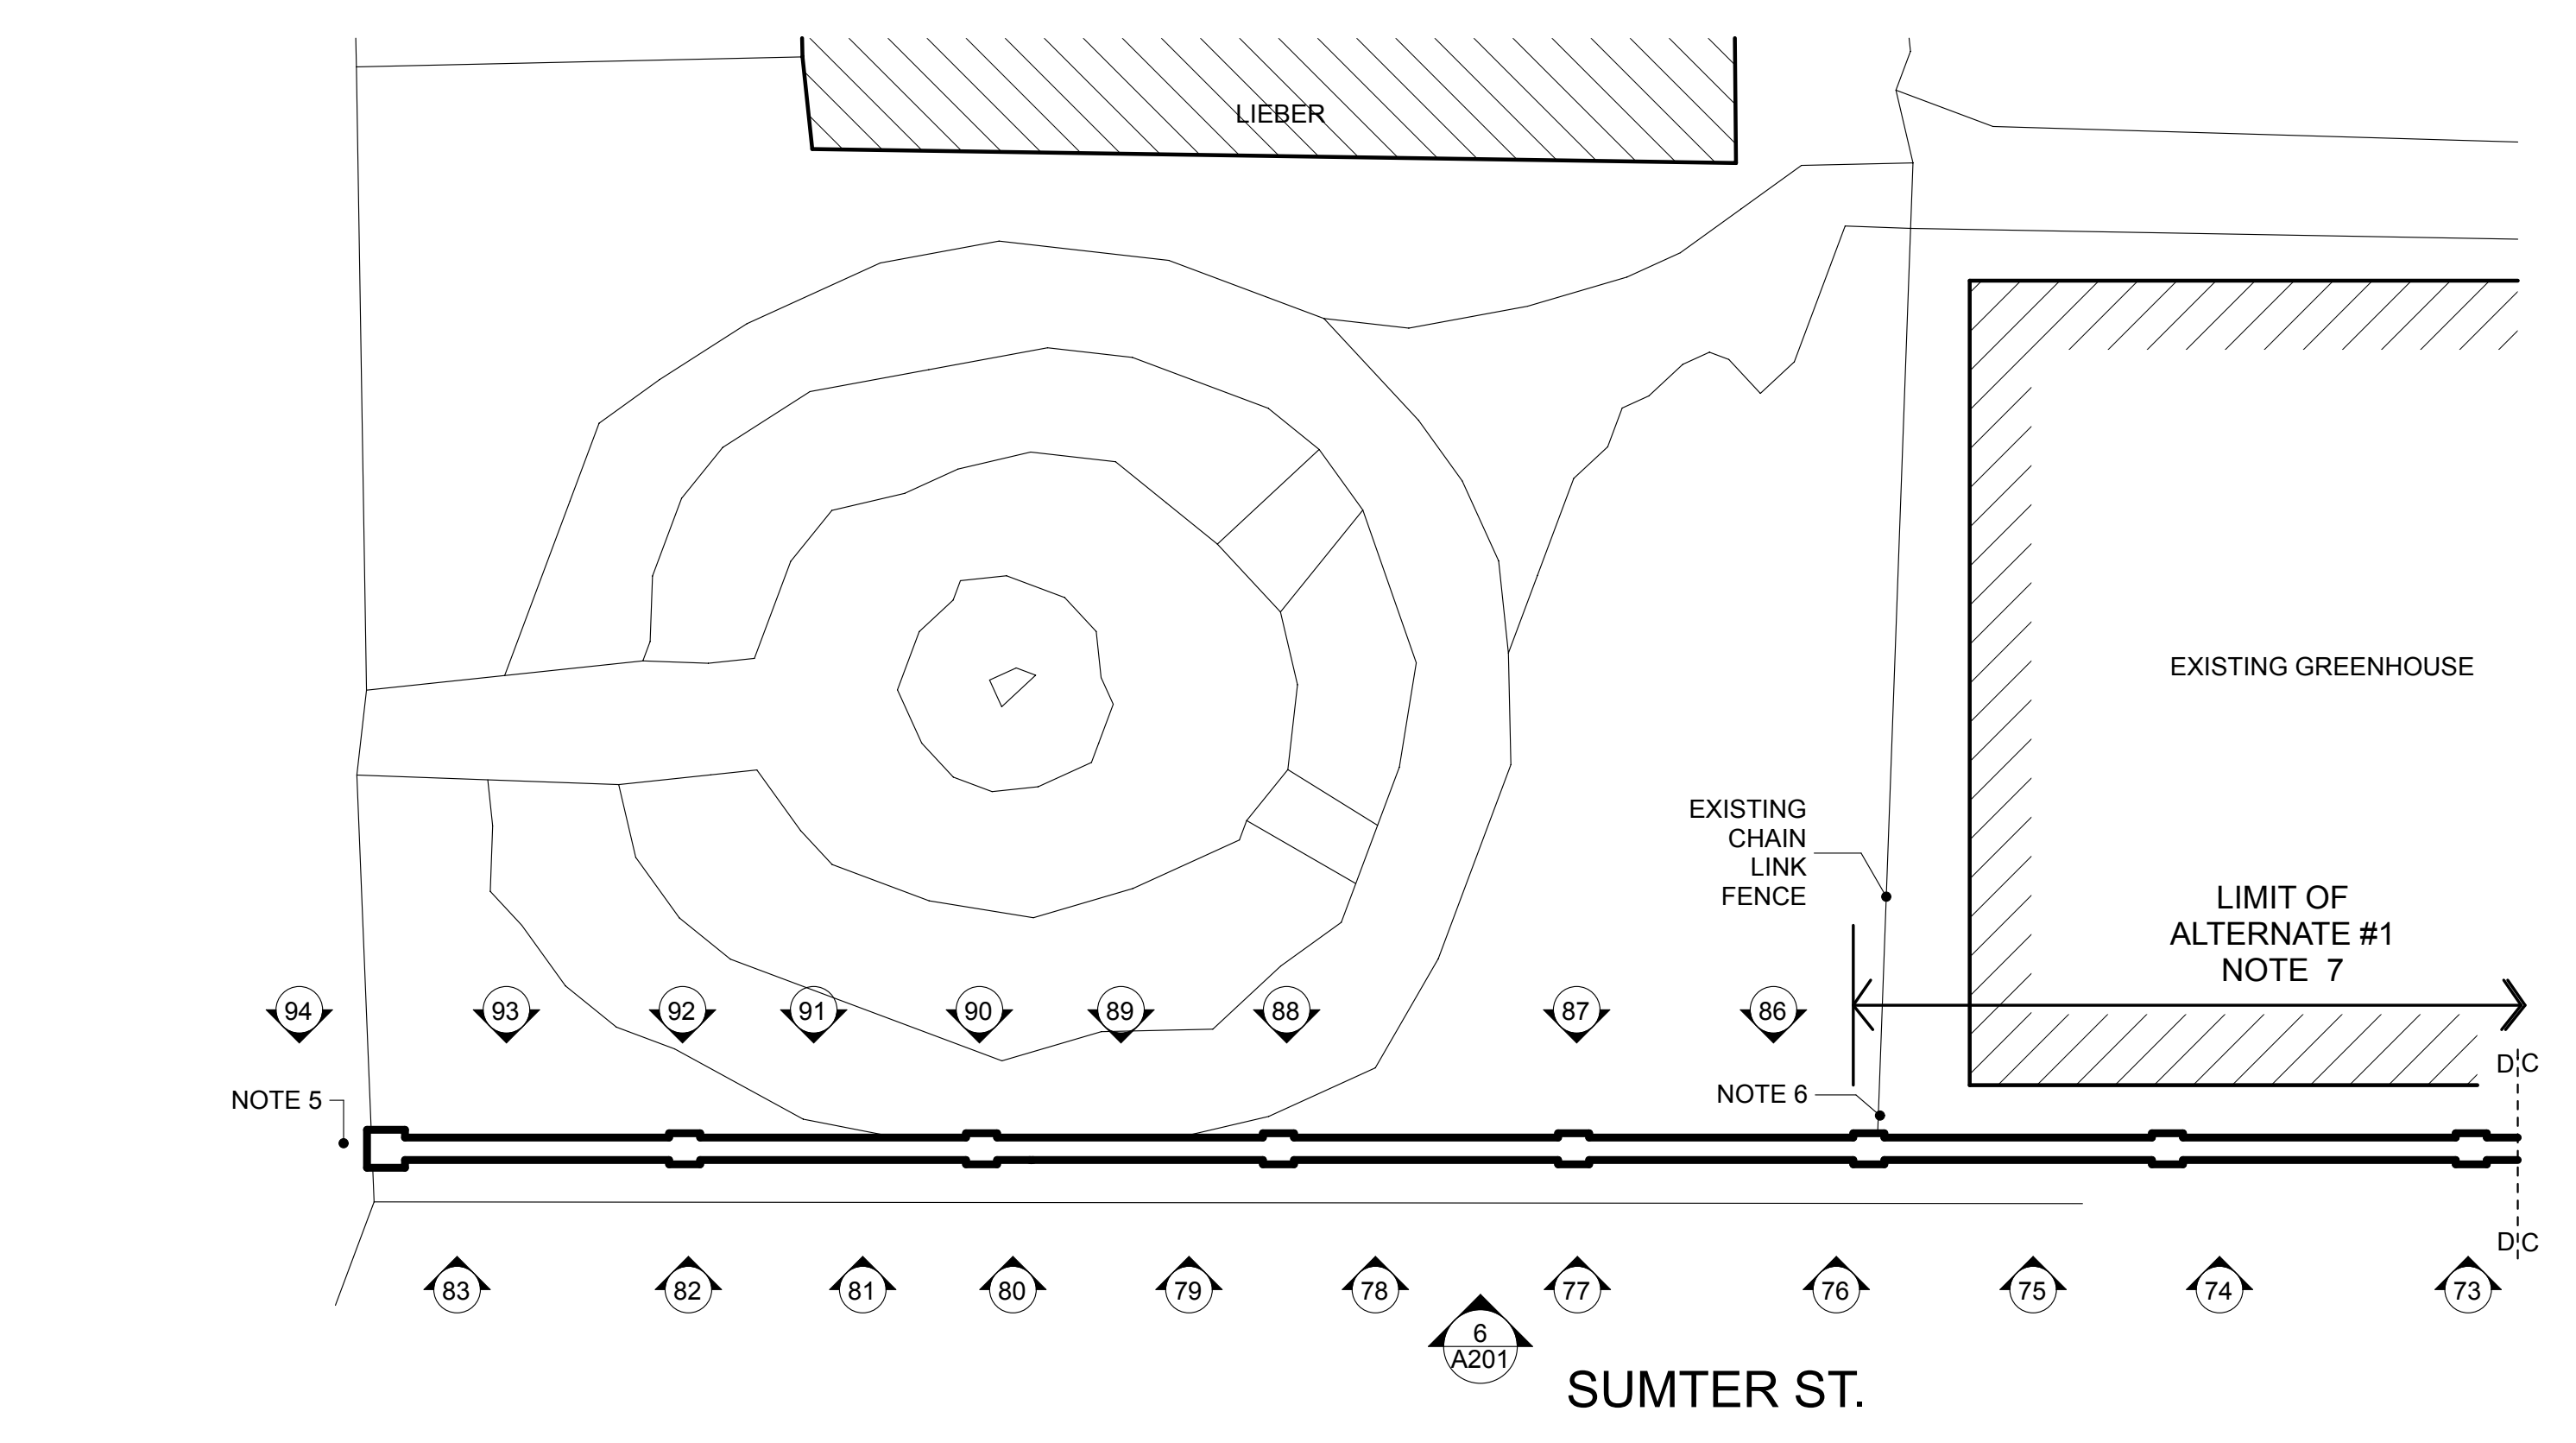 LIEBER
EXISTING GREENHOUSE
EXISTING
CHAIN
LINK
FENCE
LIMIT OF
ALTERNATE #1
NOTE 7
94
93
92
91
90
89
88
87
86
D C
NOTE 5
NOTE 6
D C
83
82
81
80
79
78
77
76
75
74
73
6
A201
SUMTER ST.